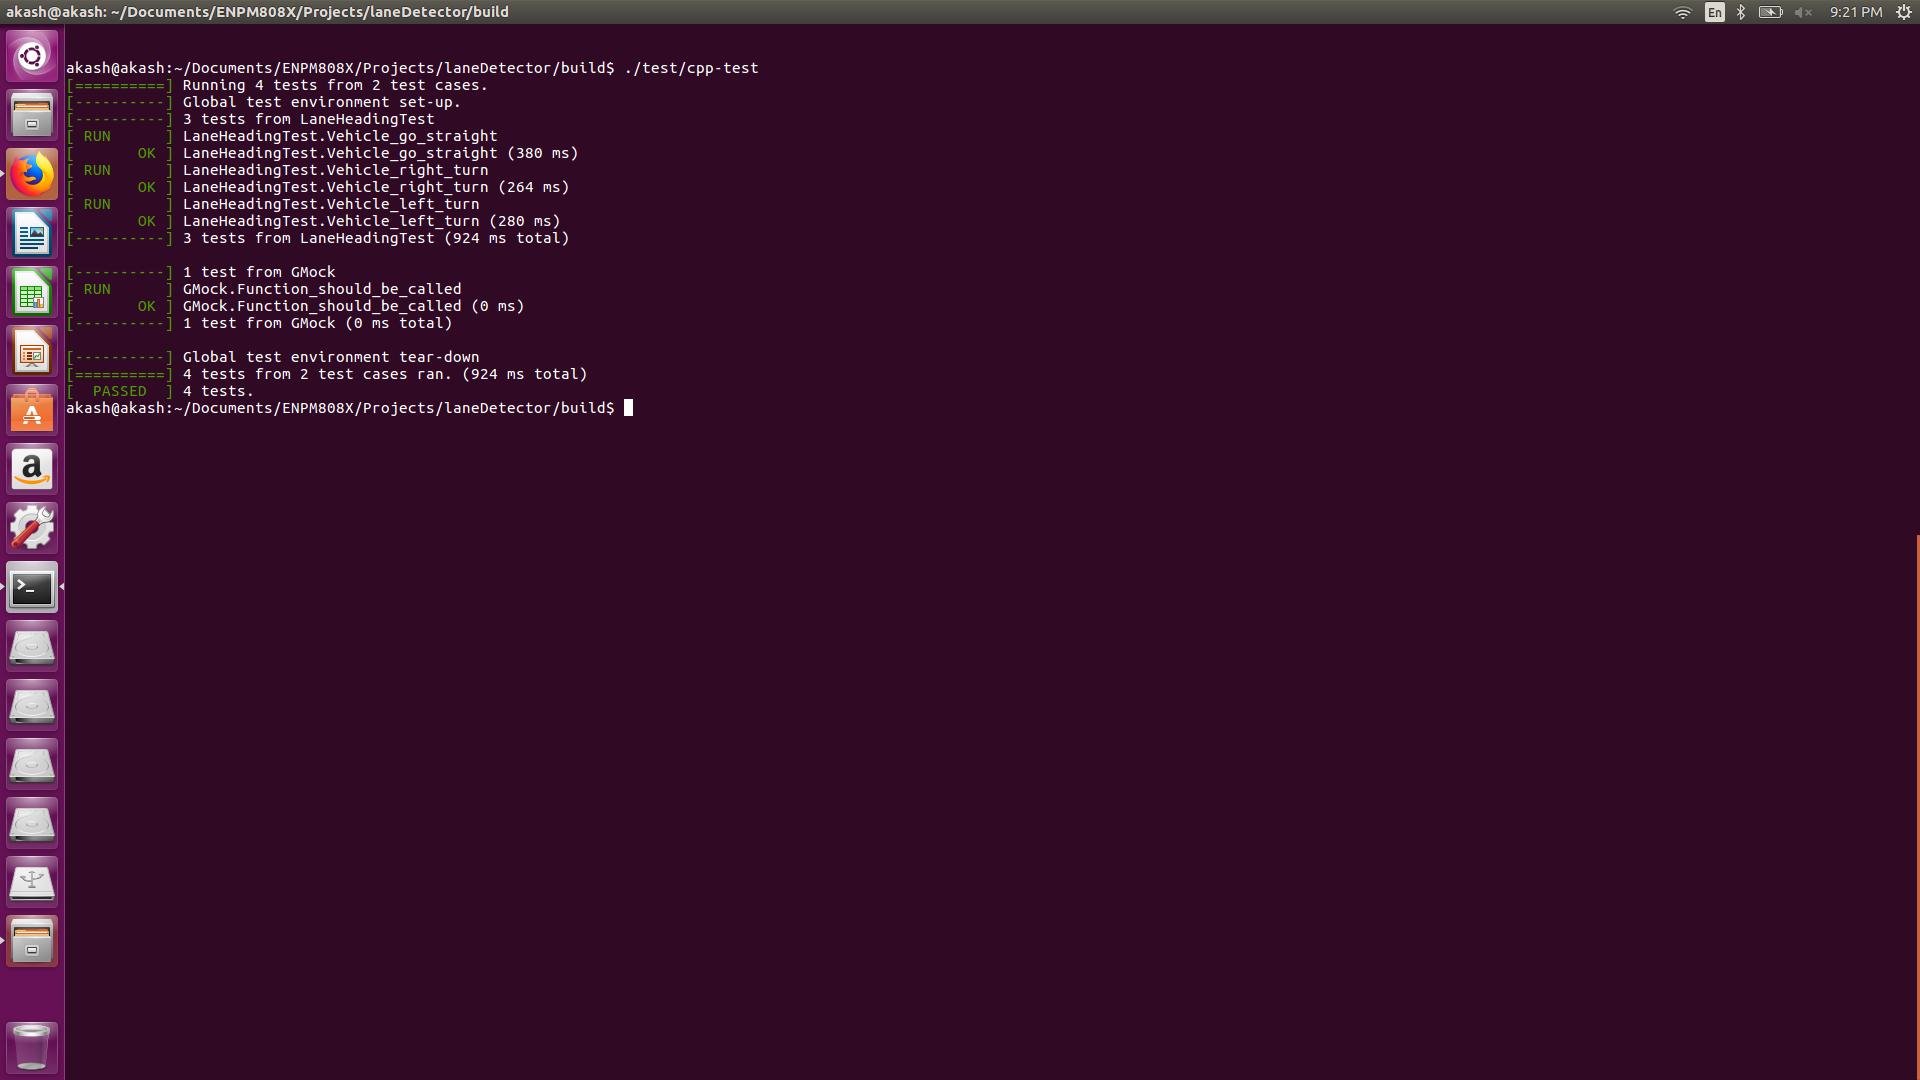 akash@akash: ~/Documents/ENPM808X/Projects/laneDetector/build
En
9:21 PM
akash@akash:~/Documents/ENPM808X/Projects/laneDetector/build$ ./test/cpp-test
[==========] Running 4 tests from 2 test cases.
[----------] Global test environment set-up.
[----------] 3 tests from LaneHeadingTest
[ RUN      ] LaneHeadingTest.Vehicle_go_straight
[       OK ] LaneHeadingTest.Vehicle_go_straight (380 ms)
[ RUN      ] LaneHeadingTest.Vehicle_right_turn
[       OK ] LaneHeadingTest.Vehicle_right_turn (264 ms)
[ RUN      ] LaneHeadingTest.Vehicle_left_turn
[       OK ] LaneHeadingTest.Vehicle_left_turn (280 ms)
[----------] 3 tests from LaneHeadingTest (924 ms total)
[----------] 1 test from GMock
[ RUN      ] GMock.Function_should_be_called
[       OK ] GMock.Function_should_be_called (0 ms)
[----------] 1 test from GMock (0 ms total)
[----------] Global test environment tear-down
[==========] 4 tests from 2 test cases ran. (924 ms total)
[  PASSED  ] 4 tests.
akash@akash:~/Documents/ENPM808X/Projects/laneDetector/build$